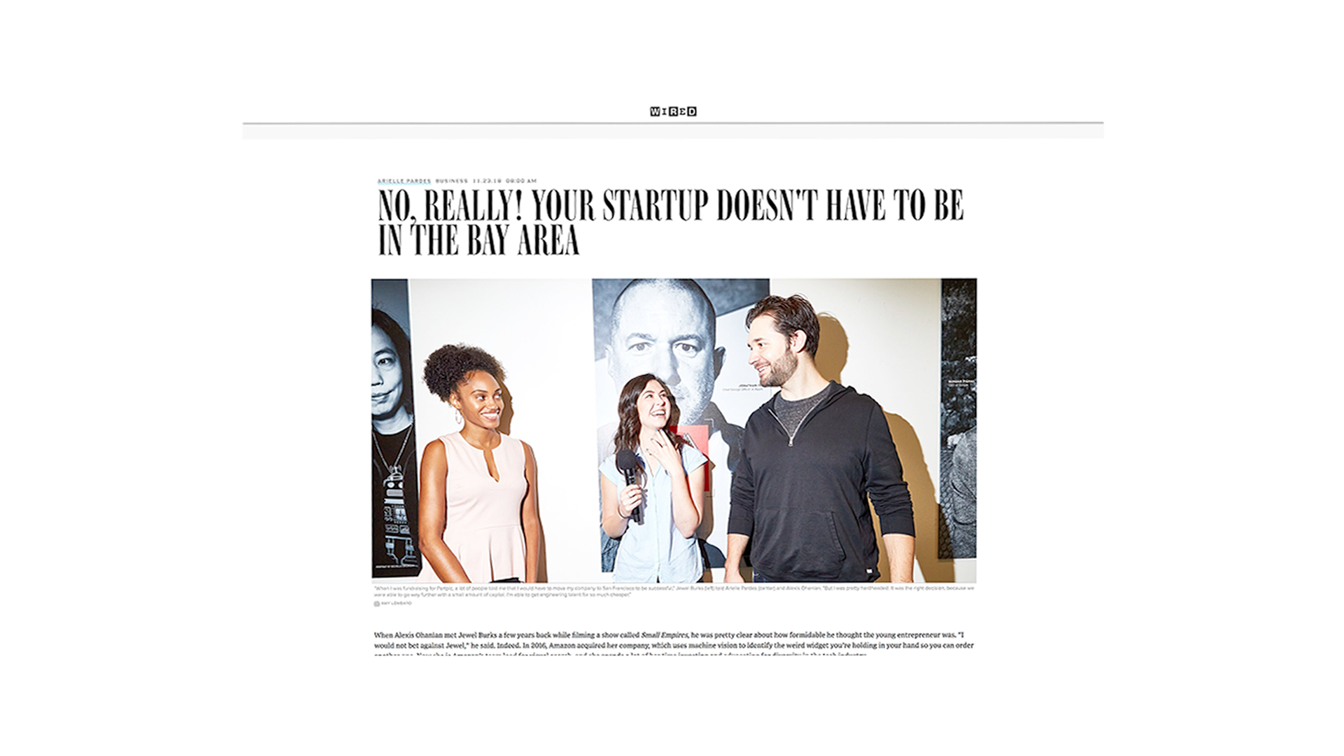 WIRED
ARIELLE PARDES BUSINESS 11.23.18 08:00 AM
NO, REALLY! YOUR STARTUP DOESN'T HAVE TO BE
IN THE BAY AREA
"When I was fundraising for Partpic, a lot of people told me that I would have to move my company to San Francisco to be successful," Jewel Burks (left) told Arielle Pardes (center) and Alexis Ohanian. "But I was pretty hardheaded. It was the right decision, because we
were able to go way further with a small amount of capital. I'm able to get engineering talent for so much cheaper."
AMY LOMBARD
When Alexis Ohanian met Jewel Burks a few years back while filming a show called Small Empires, he was pretty clear about how formidable he thought the young entrepreneur was. "I
would not bet against Jewel," he said. Indeed. In 2016, Amazon acquired her company, which uses machine vision to identify the weird widget you're holding in your hand so you can order